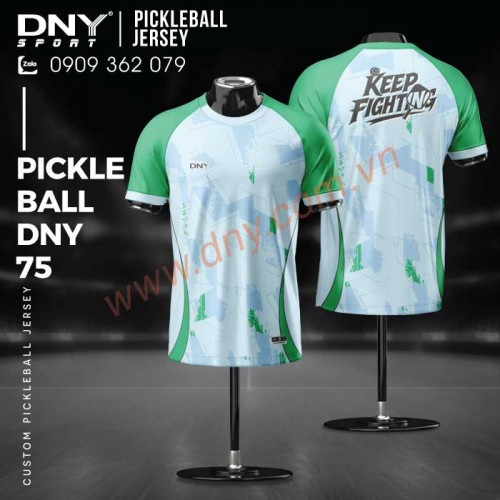 DNY
SPORT
PICKLEBALL
JERSEY
Zalo
0909 362 079
PICKLE
BALL
DNY
75
CUSTOM PICKLEBALL JERSEY
DNY
KEEP
FIGHTING
www.dny.com.vn